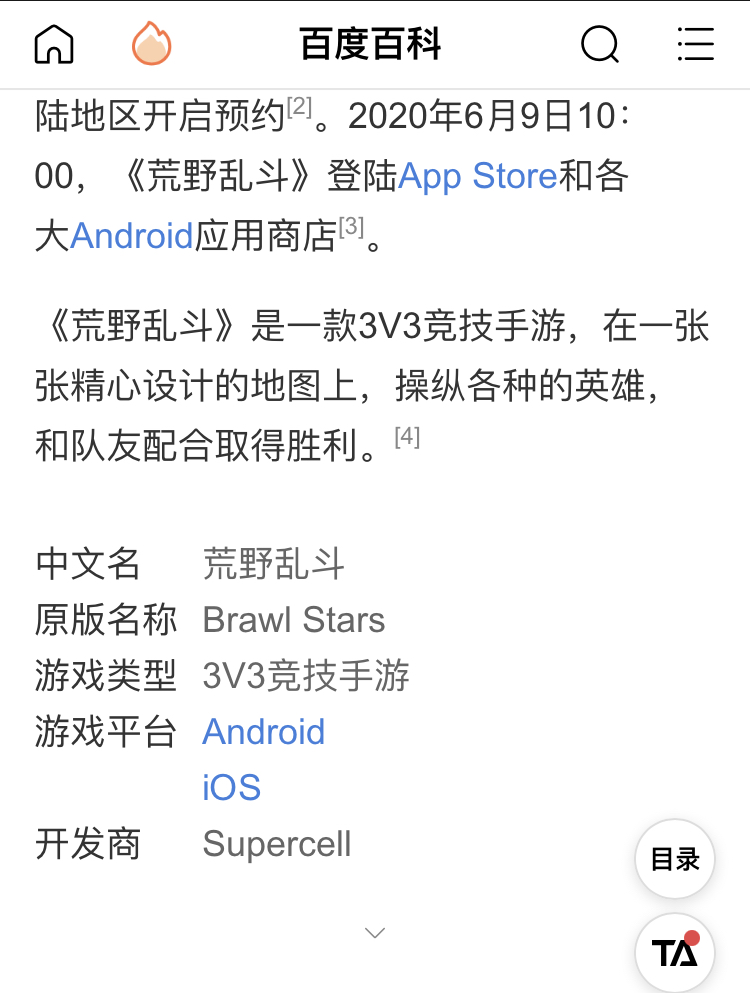 百度百科
陆地区开启预约[2]。2020年6月9日10：
00，《荒野乱斗》登陆App Store和各
大Android应用商店[3]。
《荒野乱斗》是一款3V3竞技手游，在一张
张精心设计的地图上，操纵各种的英雄，
和队友配合取得胜利。[4]
中文名 荒野乱斗
原版名称 Brawl Stars
游戏类型 3V3竞技手游
游戏平台 Android
iOS
开发商 Supercell
目录
TA